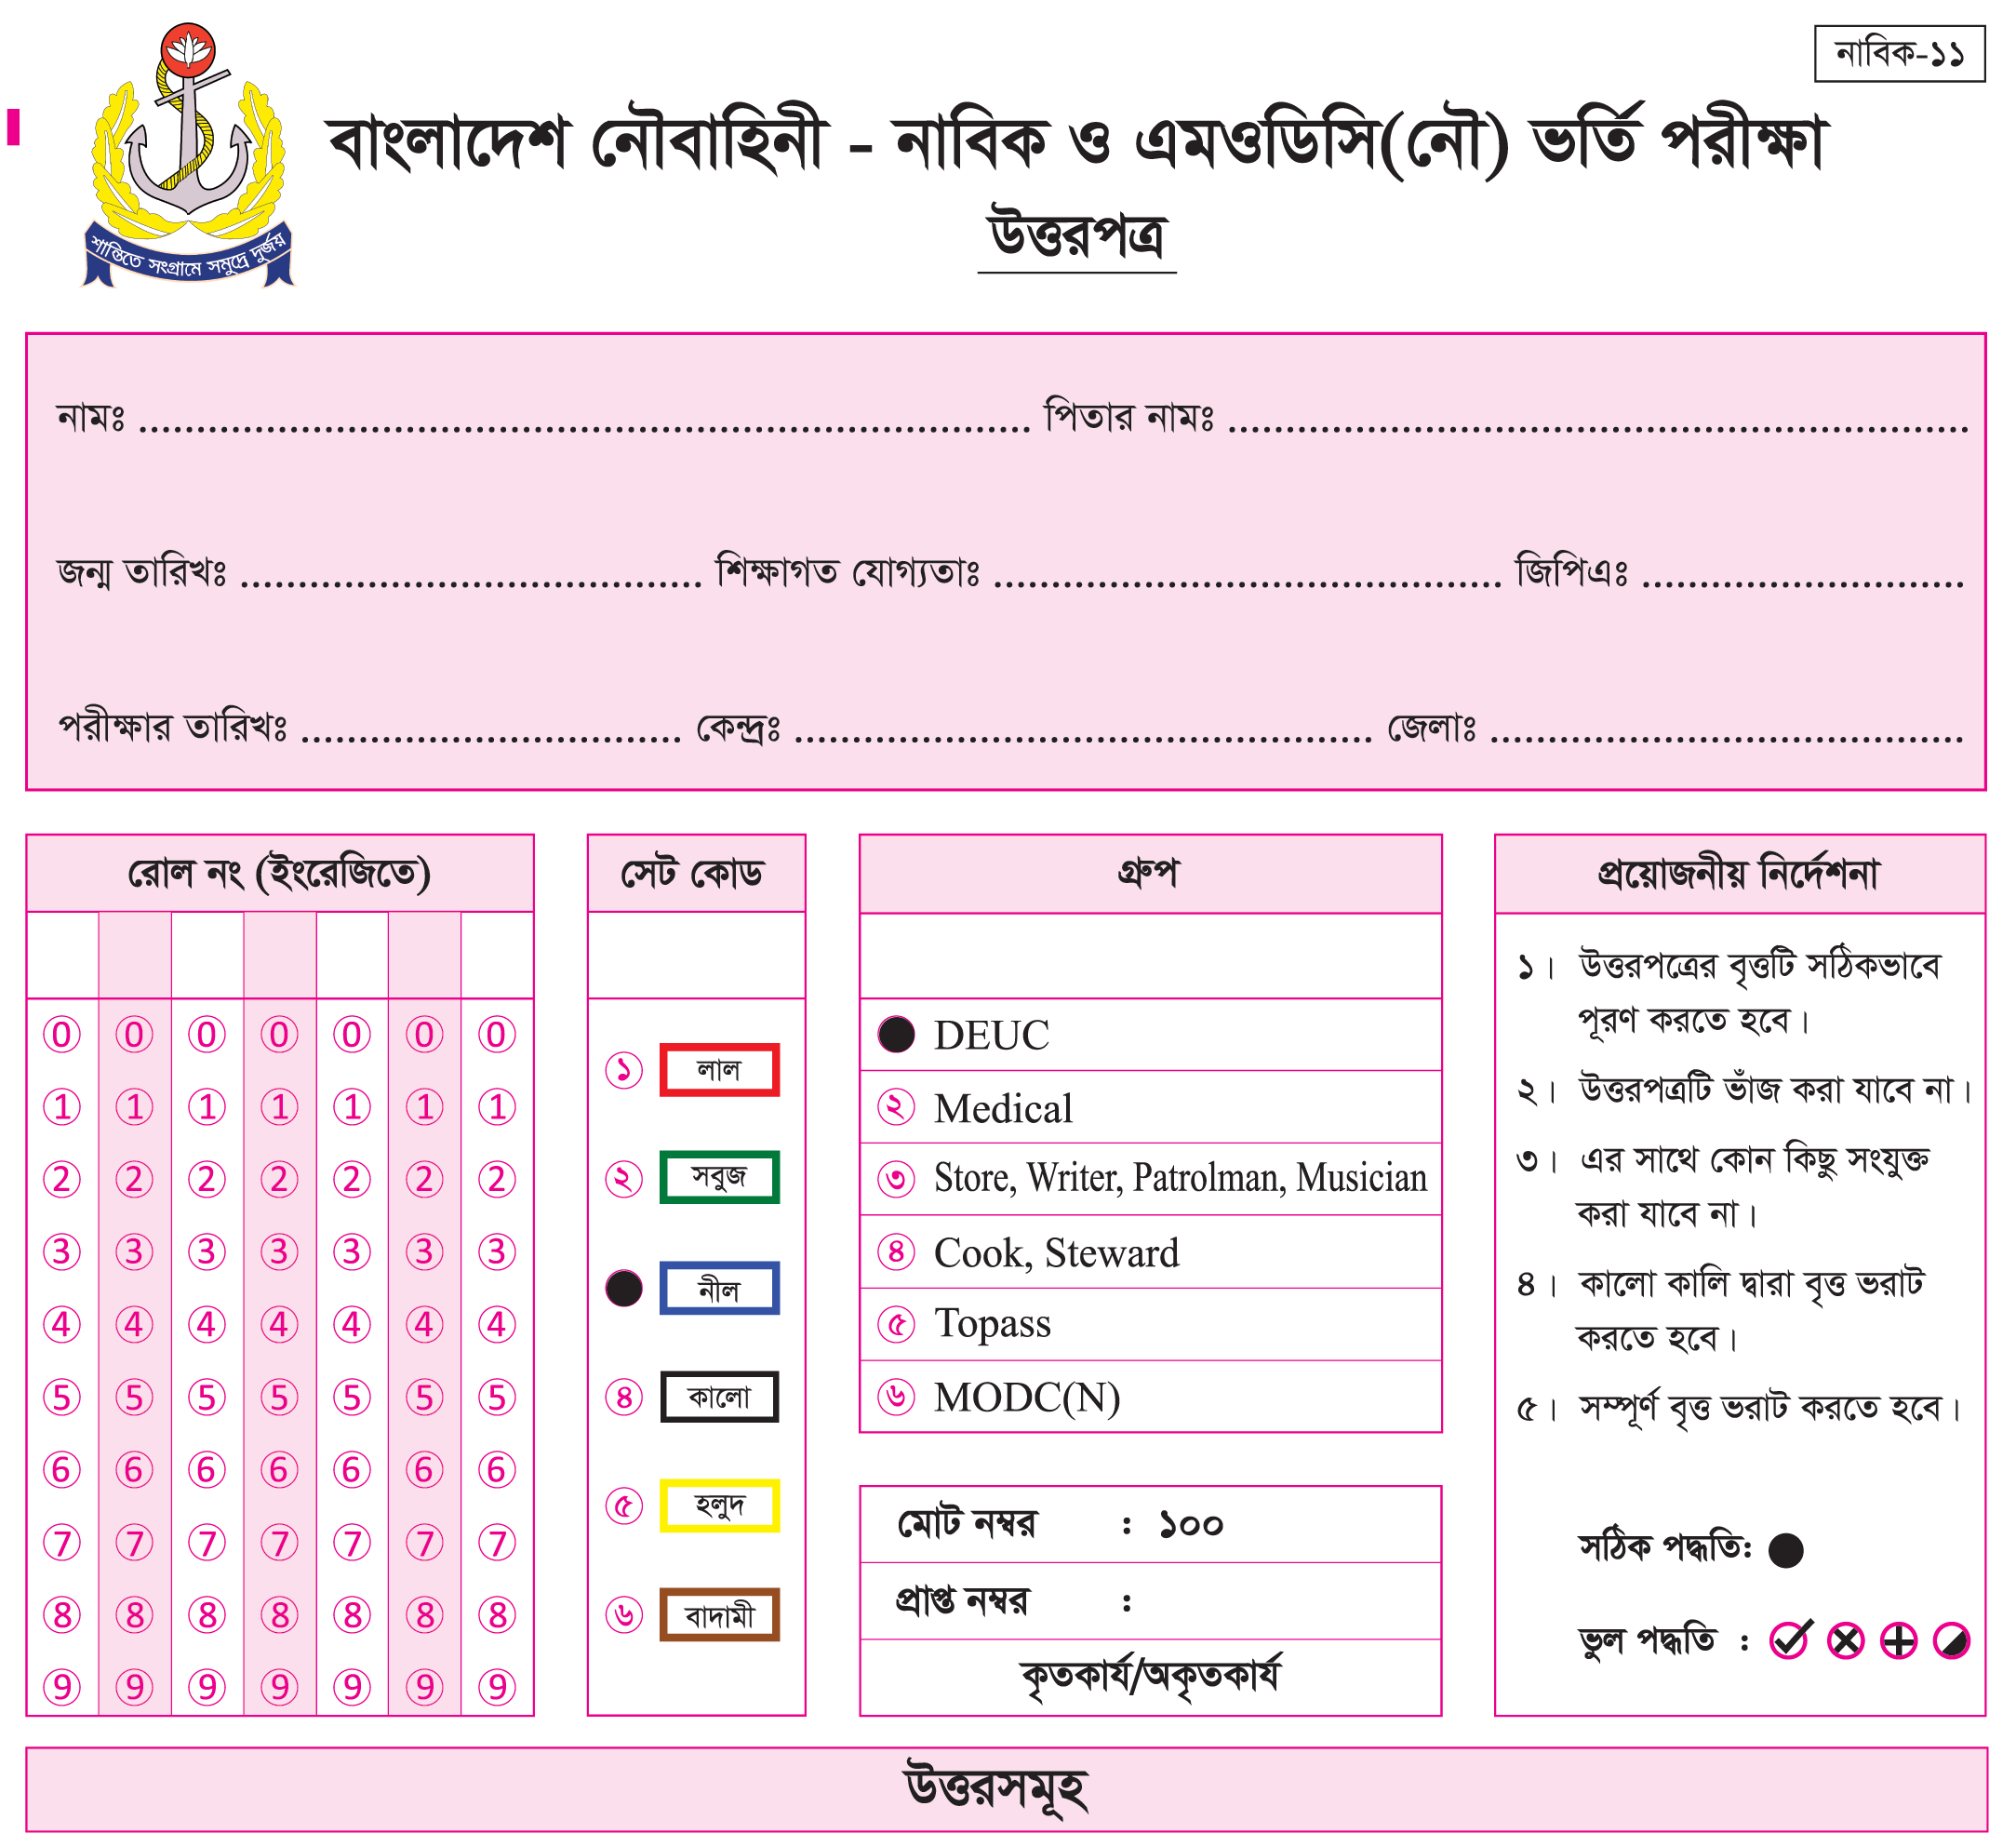 নাবিক-১১
বাংলাদেশ নৌবাহিনী - নাবিক ও এমওডিসি(নৌ) ভর্তি পরীক্ষা
উত্তরপত্র
শান্তিতে সংগ্রামে সমুদ্রে দুর্জয়
নামঃ ........................................ পিতার নামঃ ........................................
জন্ম তারিখঃ ........................................ শিক্ষাগত যোগ্যতাঃ ........................................ জিপিএঃ ........................................
পরীক্ষার তারিখঃ ........................................ কেন্দ্রঃ ........................................ জেলাঃ ........................................
রোল নং (ইংরেজিতে)
0 0 0 0 0 0 0
1 1 1 1 1 1 1
2 2 2 2 2 2 2
3 3 3 3 3 3 3
4 4 4 4 4 4 4
5 5 5 5 5 5 5
6 6 6 6 6 6 6
7 7 7 7 7 7 7
8 8 8 8 8 8 8
9 9 9 9 9 9 9
সেট কোড
১ লাল
২ সবুজ
নীল
৪ কালো
৫ হলুদ
৬ বাদামী
গ্রুপ
DEUC
২ Medical
৩ Store, Writer, Patrolman, Musician
৪ Cook, Steward
৫ Topass
৬ MODC(N)
মোট নম্বর : ১০০
প্রাপ্ত নম্বর :
কৃতকার্য/অকৃতকার্য
প্রয়োজনীয় নির্দেশনা
১। উত্তরপত্রের বৃত্তটি সঠিকভাবে
পূরণ করতে হবে।
২। উত্তরপত্রটি ভাঁজ করা যাবে না।
৩। এর সাথে কোন কিছু সংযুক্ত
করা যাবে না।
৪। কালো কালি দ্বারা বৃত্ত ভরাট
করতে হবে।
৫। সম্পূর্ণ বৃত্ত ভরাট করতে হবে।
সঠিক পদ্ধতি:
ভুল পদ্ধতি :
উত্তরসমূহ